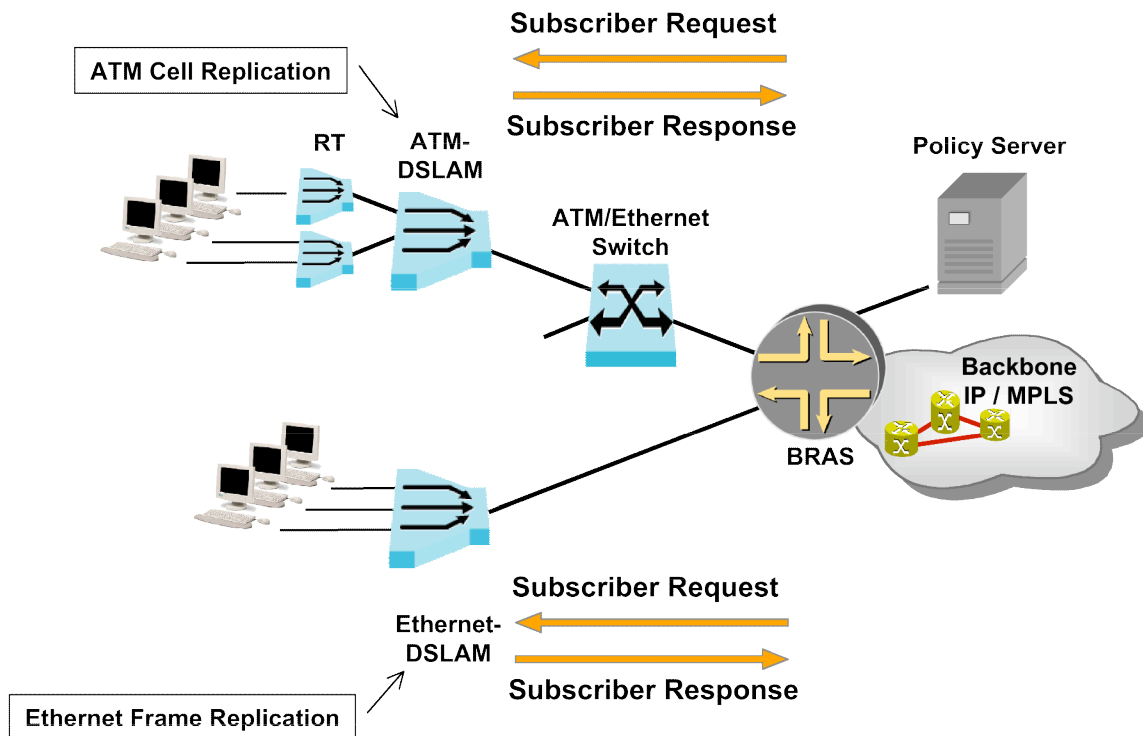 Subscriber Request
ATM Cell Replication
Subscriber Response
RT
ATM-
DSLAM
Policy Server
ATM/Ethernet
Switch
Backbone
IP / MPLS
BRAS
Subscriber Request
Ethernet-
DSLAM
Subscriber Response
Ethernet Frame Replication